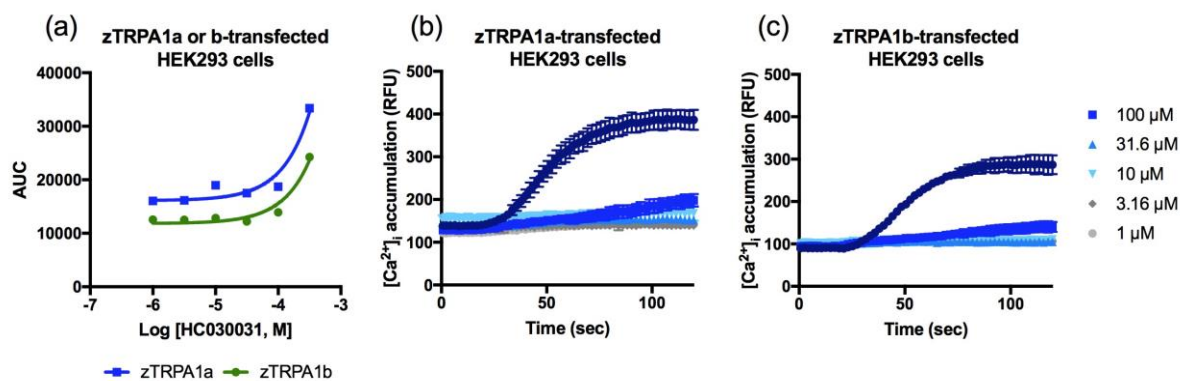 (a)
zTRPA1a or b-transfected
HEK293 cells
AUC
40000
30000
20000
10000
0
-7
-6
-5
-4
-3
Log [HC030031, M]
zTRPA1a
zTRPA1b
(b)
zTRPA1a-transfected
HEK293 cells
[Ca²⁺]ᵢ accumulation (RFU)
500
400
300
200
100
0
0
50
100
Time (sec)
(c)
zTRPA1b-transfected
HEK293 cells
[Ca²⁺]ᵢ accumulation (RFU)
500
400
300
200
100
0
0
50
100
Time (sec)
100 µM
31.6 µM
10 µM
3.16 µM
1 µM